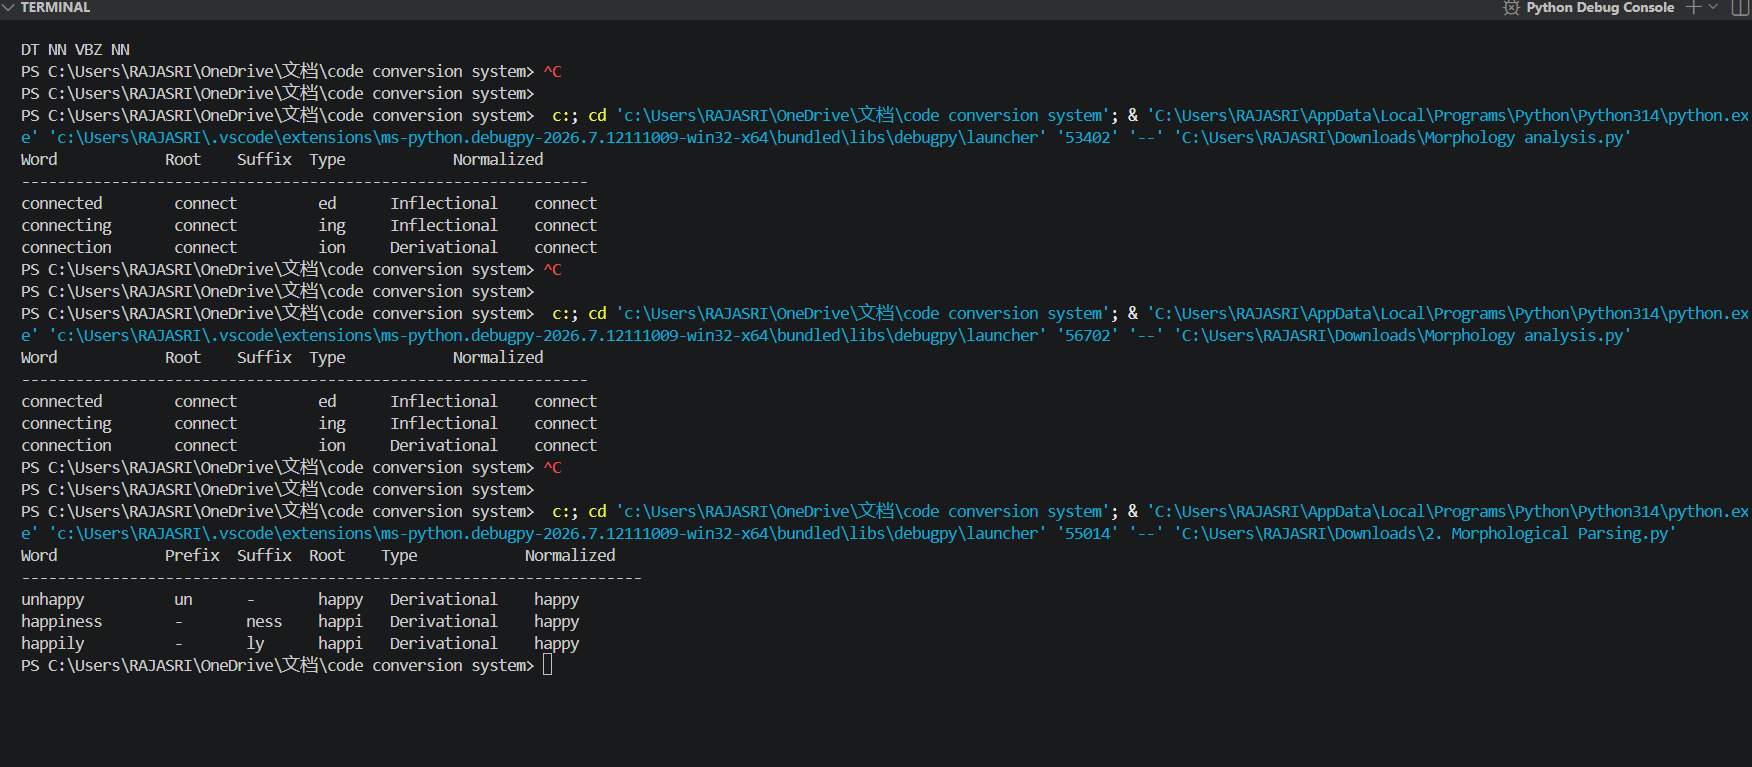 TERMINAL
Python Debug Console
DT NN VBZ NN
PS C:\Users\RAJASRI\OneDrive\文档\code conversion system> ^C
PS C:\Users\RAJASRI\OneDrive\文档\code conversion system>
PS C:\Users\RAJASRI\OneDrive\文档\code conversion system>  c:; cd 'c:\Users\RAJASRI\OneDrive\文档\code conversion system'; & 'C:\Users\RAJASRI\AppData\Local\Programs\Python\Python314\python.ex
e' 'c:\Users\RAJASRI\.vscode\extensions\ms-python.debugpy-2026.7.12111009-win32-x64\bundled\libs\debugpy\launcher' '53402' '--' 'C:\Users\RAJASRI\Downloads\Morphology analysis.py'
Word            Root    Suffix  Type            Normalized
---------------------------------------------------------------
connected        connect         ed      Inflectional    connect
connecting       connect         ing     Inflectional    connect
connection       connect         ion     Derivational    connect
PS C:\Users\RAJASRI\OneDrive\文档\code conversion system> ^C
PS C:\Users\RAJASRI\OneDrive\文档\code conversion system>
PS C:\Users\RAJASRI\OneDrive\文档\code conversion system>  c:; cd 'c:\Users\RAJASRI\OneDrive\文档\code conversion system'; & 'C:\Users\RAJASRI\AppData\Local\Programs\Python\Python314\python.ex
e' 'c:\Users\RAJASRI\.vscode\extensions\ms-python.debugpy-2026.7.12111009-win32-x64\bundled\libs\debugpy\launcher' '56702' '--' 'C:\Users\RAJASRI\Downloads\Morphology analysis.py'
Word            Root    Suffix  Type            Normalized
---------------------------------------------------------------
connected        connect         ed      Inflectional    connect
connecting       connect         ing     Inflectional    connect
connection       connect         ion     Derivational    connect
PS C:\Users\RAJASRI\OneDrive\文档\code conversion system> ^C
PS C:\Users\RAJASRI\OneDrive\文档\code conversion system>
PS C:\Users\RAJASRI\OneDrive\文档\code conversion system>  c:; cd 'c:\Users\RAJASRI\OneDrive\文档\code conversion system'; & 'C:\Users\RAJASRI\AppData\Local\Programs\Python\Python314\python.ex
e' 'c:\Users\RAJASRI\.vscode\extensions\ms-python.debugpy-2026.7.12111009-win32-x64\bundled\libs\debugpy\launcher' '55014' '--' 'C:\Users\RAJASRI\Downloads\2. Morphological Parsing.py'
Word            Prefix  Suffix  Root    Type            Normalized
---------------------------------------------------------------------
unhappy          un      -       happy   Derivational    happy
happiness        -       ness    happi   Derivational    happy
happily          -       ly      happi   Derivational    happy
PS C:\Users\RAJASRI\OneDrive\文档\code conversion system>